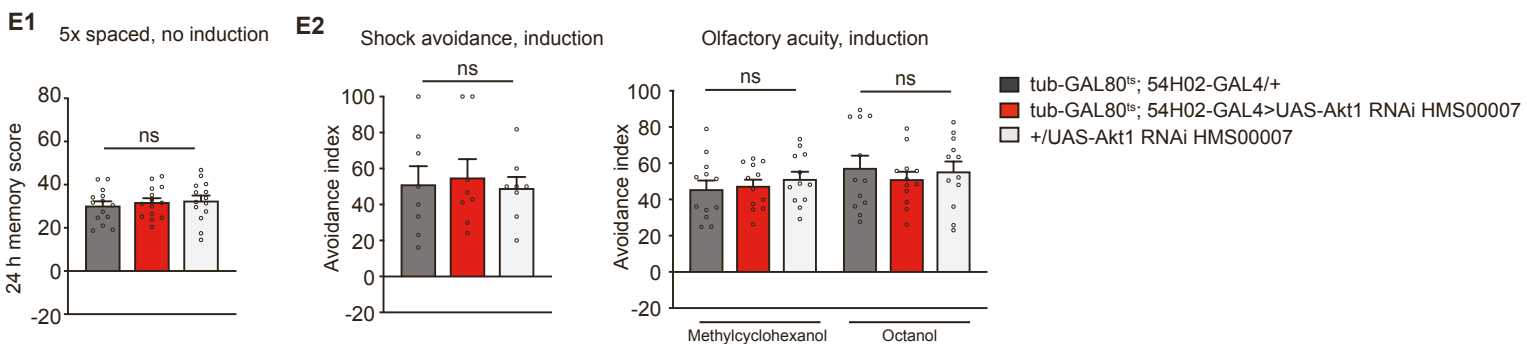 E1
5x spaced, no induction
24 h memory score
80
60
40
20
0
-20
ns
E2
Shock avoidance, induction
Avoidance index
100
80
60
40
20
0
-20
ns
Olfactory acuity, induction
Avoidance index
100
80
60
40
20
0
-20
ns
ns
Methylcyclohexanol
Octanol
tub-GAL80ts; 54H02-GAL4/+
tub-GAL80ts; 54H02-GAL4>UAS-Akt1 RNAi HMS00007
+/UAS-Akt1 RNAi HMS00007